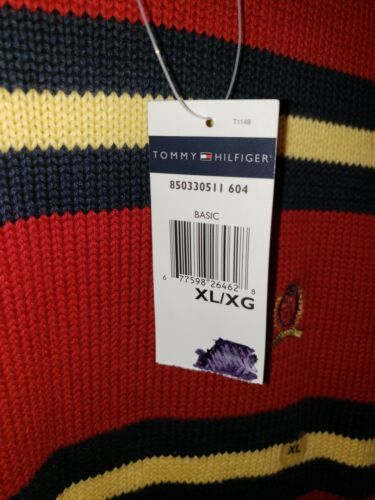 T1148
TOMMY HILFIGER
850330511 604
BASIC
6 77598 26462 8
XL/XG
XL